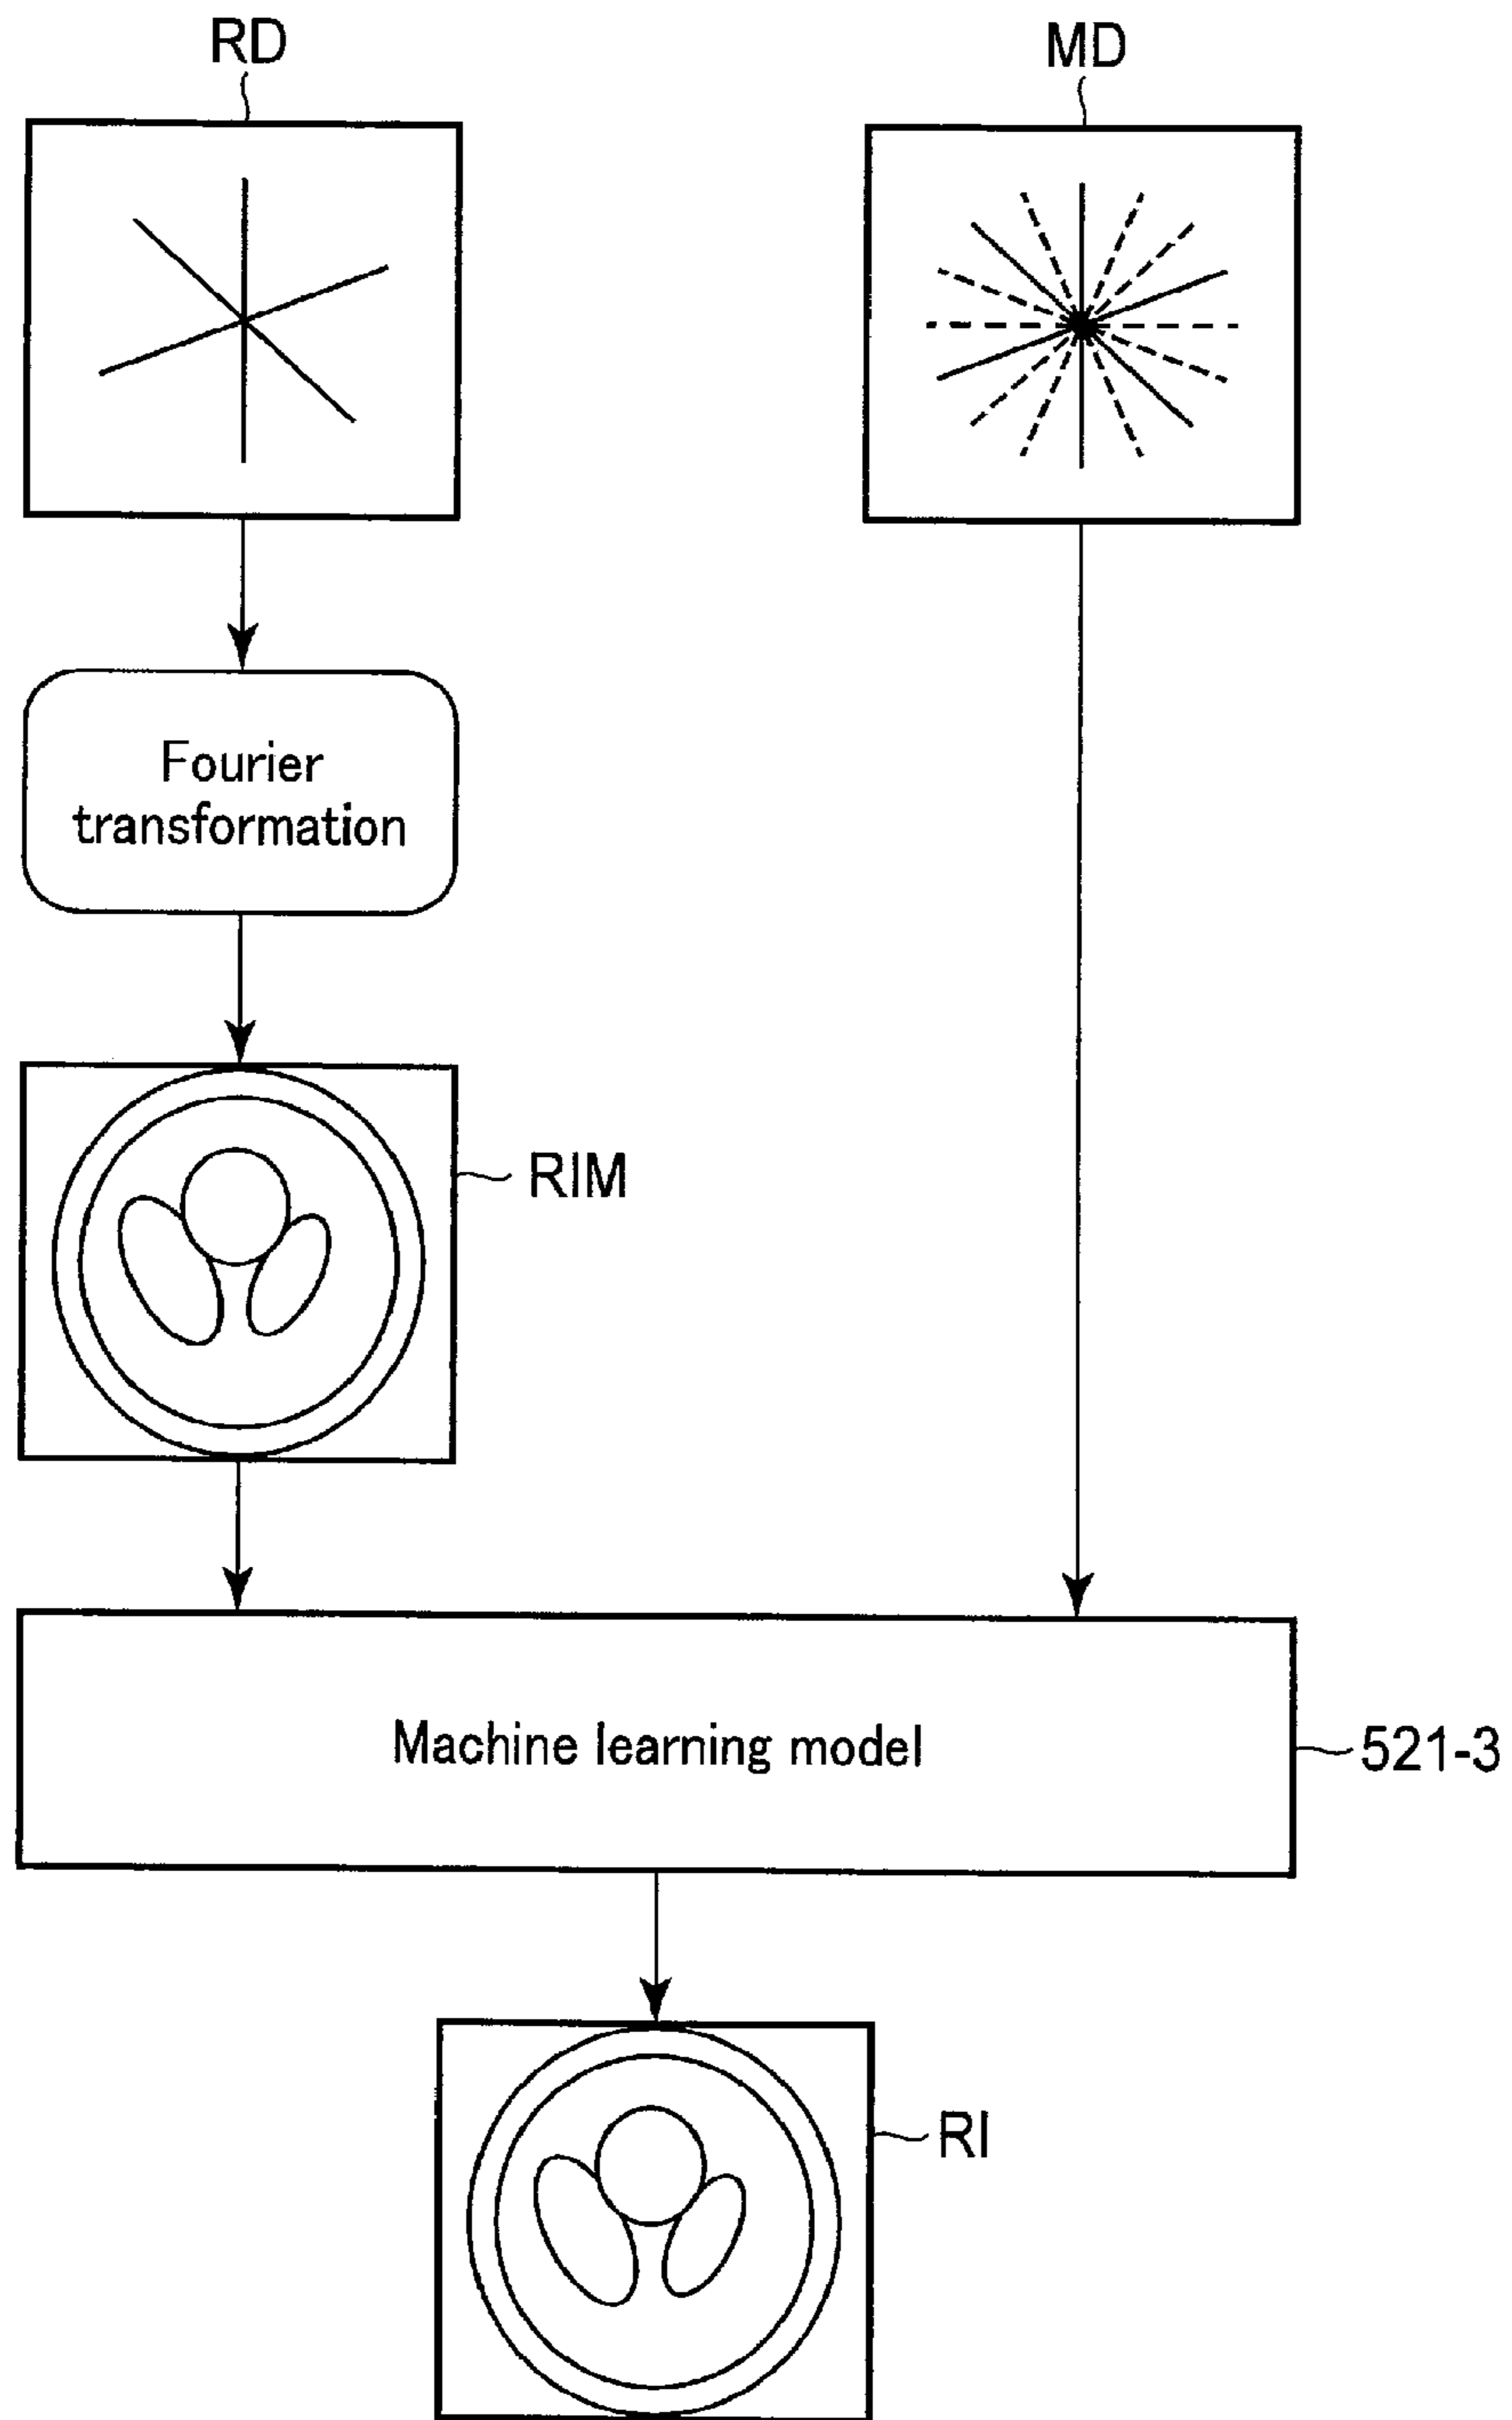 RD
MD
Fourier
transformation
RIM
Machine learning model
521-3
RI